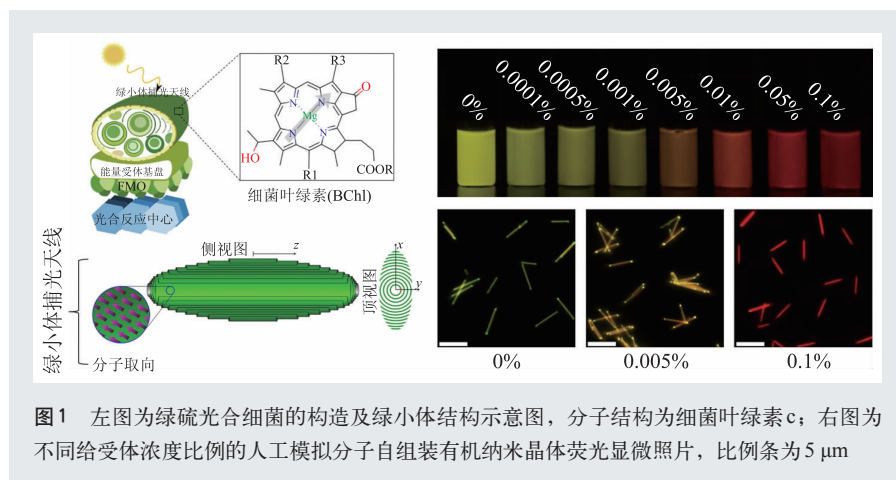 绿小体捕光天线
能量受体基盘
FMO
光合反应中心
R2
R3
O
N
N
Mg
N
N
HO
R1
COOR
细菌叶绿素(BChl)
绿小体捕光天线
侧视图
z
顶视图
x
y
分子取向
0%
0.0001%
0.0005%
0.001%
0.005%
0.01%
0.05%
0.1%
0%
0.005%
0.1%
图1 左图为绿硫光合细菌的构造及绿小体结构示意图，分子结构为细菌叶绿素c；右图为
不同给受体浓度比例的人工模拟分子自组装有机纳米晶体荧光显微照片，比例条为5 μm